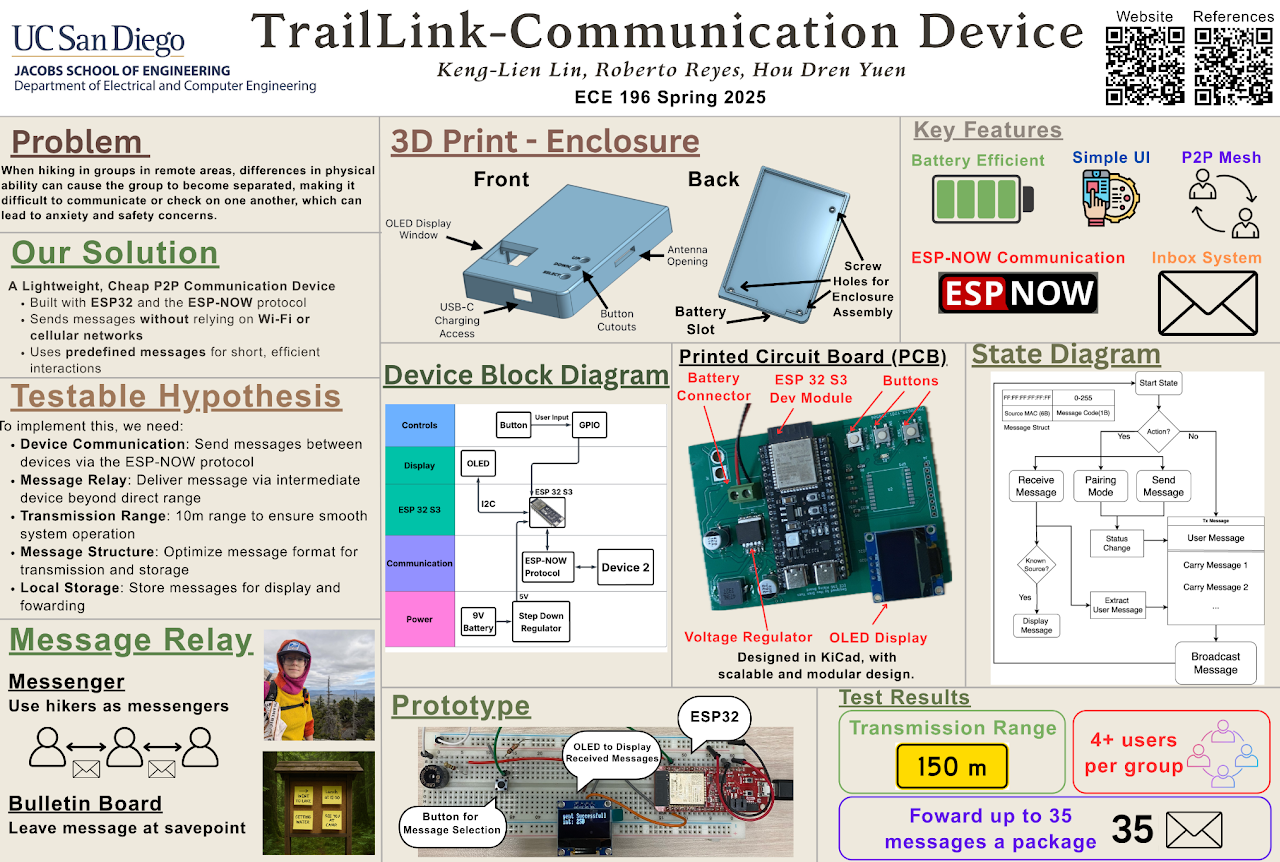 UC San Diego
JACOBS SCHOOL OF ENGINEERING
Department of Electrical and Computer Engineering
TrailLink-Communication Device
Keng-Lien Lin, Roberto Reyes, Hou Dren Yuen
ECE 196 Spring 2025
Website
References
Problem
When hiking in groups in remote areas, differences in physical
ability can cause the group to become separated, making it
difficult to communicate or check on one another, which can
lead to anxiety and safety concerns.
Our Solution
A Lightweight, Cheap P2P Communication Device
• Built with ESP32 and the ESP-NOW protocol
• Sends messages without relying on Wi-Fi or
cellular networks
• Uses predefined messages for short, efficient
interactions
Testable Hypothesis
To implement this, we need:
• Device Communication: Send messages between
devices via the ESP-NOW protocol
• Message Relay: Deliver message via intermediate
device beyond direct range
• Transmission Range: 10m range to ensure smooth
system operation
• Message Structure: Optimize message format for
transmission and storage
• Local Storage: Store messages for display and
fowarding
Message Relay
Messenger
Use hikers as messengers
Bulletin Board
Leave message at savepoint
3D Print - Enclosure
Front
Back
OLED Display
Window
USB-C
Charging
Access
Button
Cutouts
Antenna
Opening
UP
DOWN
SELECT
Battery
Slot
Screw
Holes for
Enclosure
Assembly
Key Features
Battery Efficient
Simple UI
P2P Mesh
ESP-NOW Communication
ESP NOW
Inbox System
Device Block Diagram
Controls
Button
User Input
GPIO
Display
OLED
I2C
ESP 32 S3
ESP 32 S3
Communication
ESP-NOW
Protocol
Device 2
Power
9V
Battery
5V
Step Down
Regulator
Printed Circuit Board (PCB)
Battery
Connector
ESP 32 S3
Dev Module
Buttons
Voltage Regulator
OLED Display
Designed in KiCad, with
scalable and modular design.
State Diagram
Start State
FF:FF:FF:FF:FF:FF
0-255
Source MAC (6B)
Message Code(1B)
Message Struct
Action?
Yes
No
Receive
Message
Pairing
Mode
Send
Message
Status
Change
Tx Message
User Message
Carry Message 1
Carry Message 2
...
Known
Source?
Yes
Extract
User Message
Display
Message
Broadcast
Message
Prototype
ESP32
OLED to Display
Received Messages
Button for
Message Selection
Test Results
Transmission Range
150 m
4+ users
per group
Foward up to 35
messages a package
35